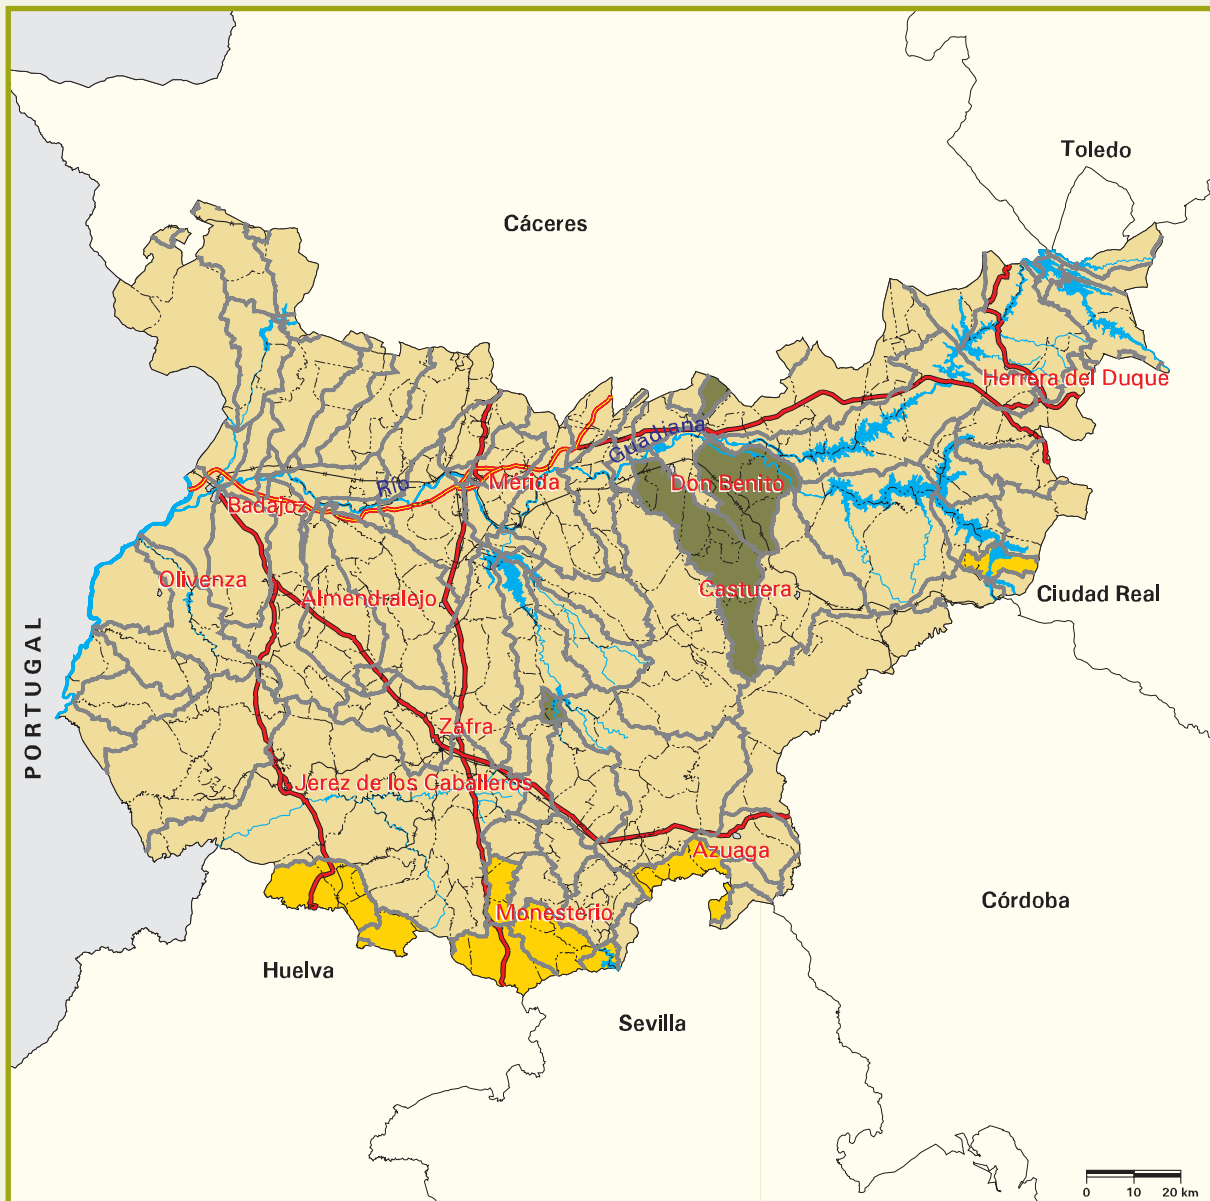 Toledo
Cáceres
Herrera del Duque
Río Guadiana
Mérida
Don Benito
Badajoz
Olivenza
Almendralejo
Castuera
Ciudad Real
PORTUGAL
Zafra
Jerez de los Caballeros
Azuaga
Monesterio
Córdoba
Huelva
Sevilla
0 10 20 km